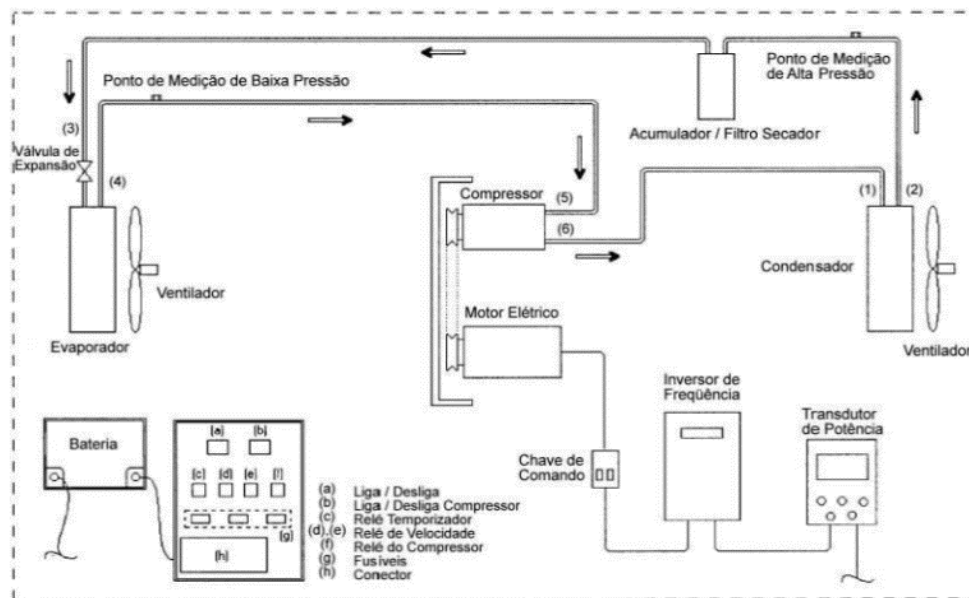 Ponto de Medição de Baixa Pressão
Ponto de Medição
de Alta Pressão
(3)
Válvula de
Expansão
(4)
Acumulador / Filtro Secador
Compressor
(5)
(6)
(1)
(2)
Condensador
Ventilador
Evaporador
Motor Elétrico
Ventilador
Inversor de
Freqüência
Transdutor
de Potência
Chave de
Comando
Bateria
(a)
(b)
(c)
(d)
(e)
(g)
(h)
(a) Liga / Desliga
(b) Liga / Desliga Compressor
(c) Relé Temporizador
(d),(e) Relé de Velocidade
(f) Relé do Compressor
(g) Fusíveis
(h) Conector